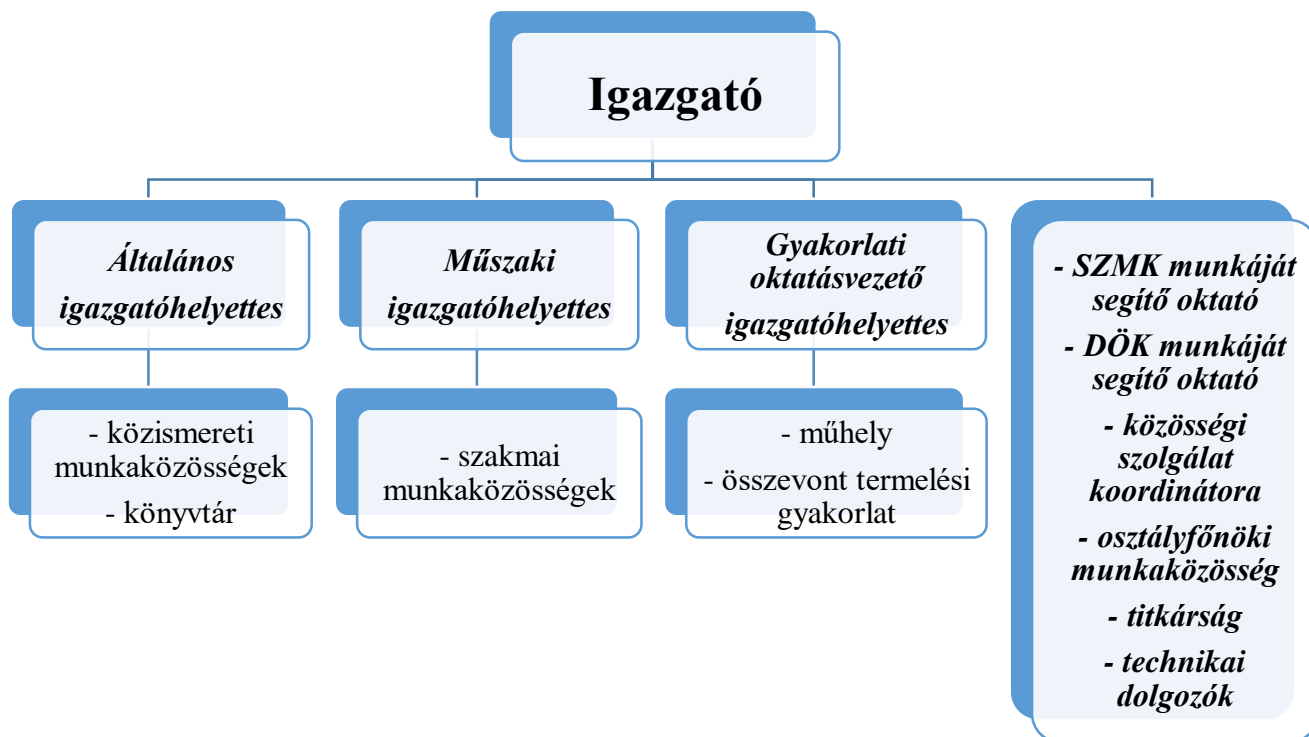 Igazgató
Általános
igazgatóhelyettes
Műszaki
igazgatóhelyettes
Gyakorlati
oktatásvezető
igazgatóhelyettes
- SZMK munkáját
segítő oktató
- DÖK munkáját
segítő oktató
- közösségi
szolgálat
koordinátora
- osztályfőnöki
munkaközösség
- titkárság
- technikai
dolgozók
- közismereti
munkaközösségek
- könyvtár
- szakmai
munkaközösségek
- műhely
- összevont termelési
gyakorlat